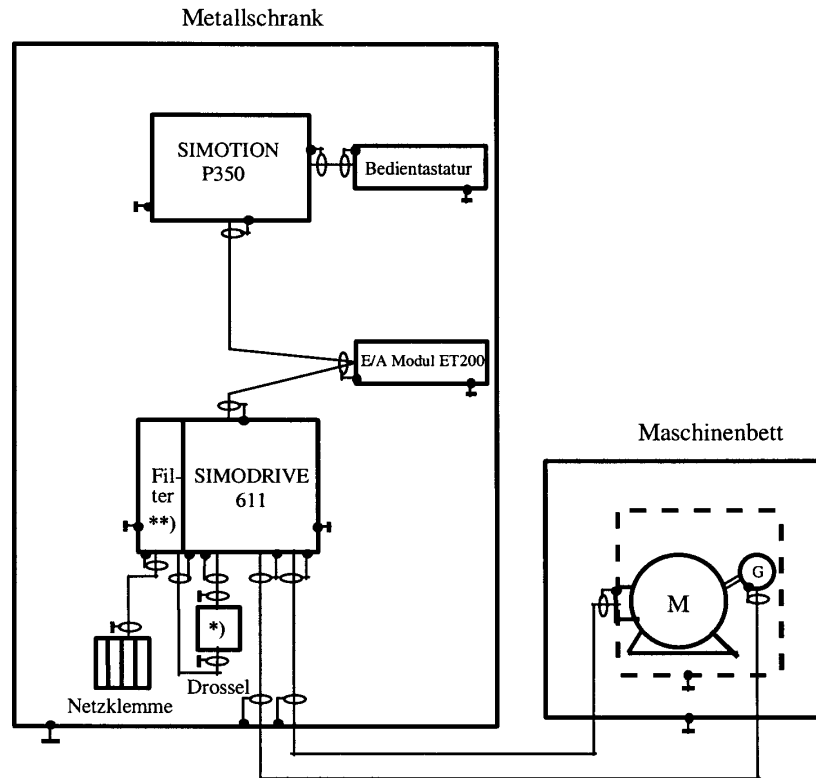 Metallschrank
SIMOTION
P350
Bedientastatur
E/A Modul ET200
Fil-
ter
**)
SIMODRIVE
611
*)
Drossel
Netzklemme
Maschinenbett
M
G